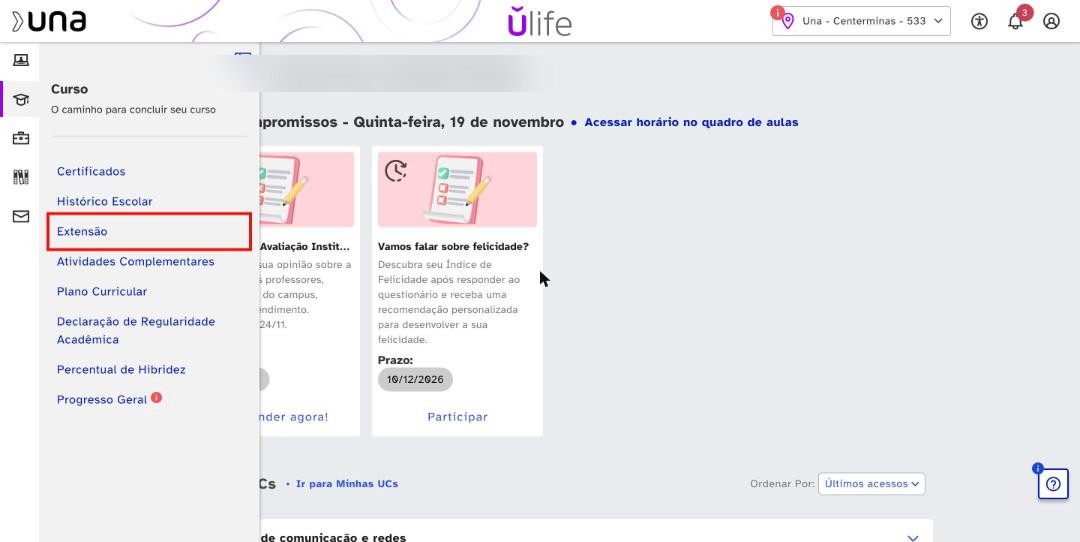 una
ŭlife
Una - Centerminas - 533
3
Curso
O caminho para concluir seu curso
promissos - Quinta-feira, 19 de novembro • Acessar horário no quadro de aulas
Certificados
Histórico Escolar
Extensão
Atividades Complementares
Plano Curricular
Declaração de Regularidade
Acadêmica
Percentual de Hibridez
Progresso Geral
Avaliação Instit...
sua opinião sobre a
professores,
do campus,
endimento.
24/11.
nder agora!
Vamos falar sobre felicidade?
Descubra seu Índice de
Felicidade após responder ao
questionário e receba uma
recomendação personalizada
para desenvolver a sua
felicidade.
Prazo:
10/12/2026
Participar
Cs • Ir para Minhas UCs
Ordenar Por: Últimos acessos
de comunicação e redes